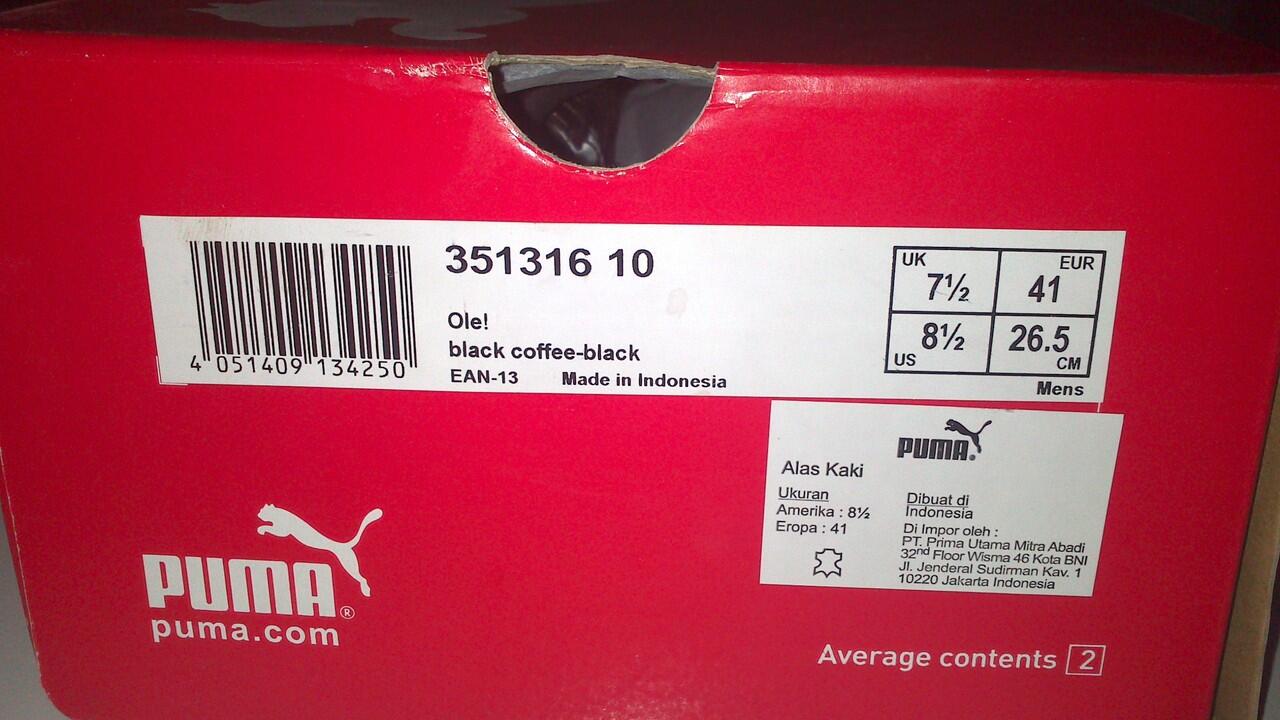 351316 10
Ole!
black coffee-black
EAN-13 Made in Indonesia
4 051409 134250
UK 7½ EUR 41
8½ US 26.5 CM
Mens
PUMA.
Alas Kaki
Ukuran
Amerika : 8½
Eropa : 41
Dibuat di
Indonesia
Di Impor oleh :
PT. Prima Utama Mitra Abadi
32nd Floor Wisma 46 Kota BNI
Jl. Jenderal Sudirman Kav. 1
10220 Jakarta Indonesia
PUMA®
puma.com
Average contents 2